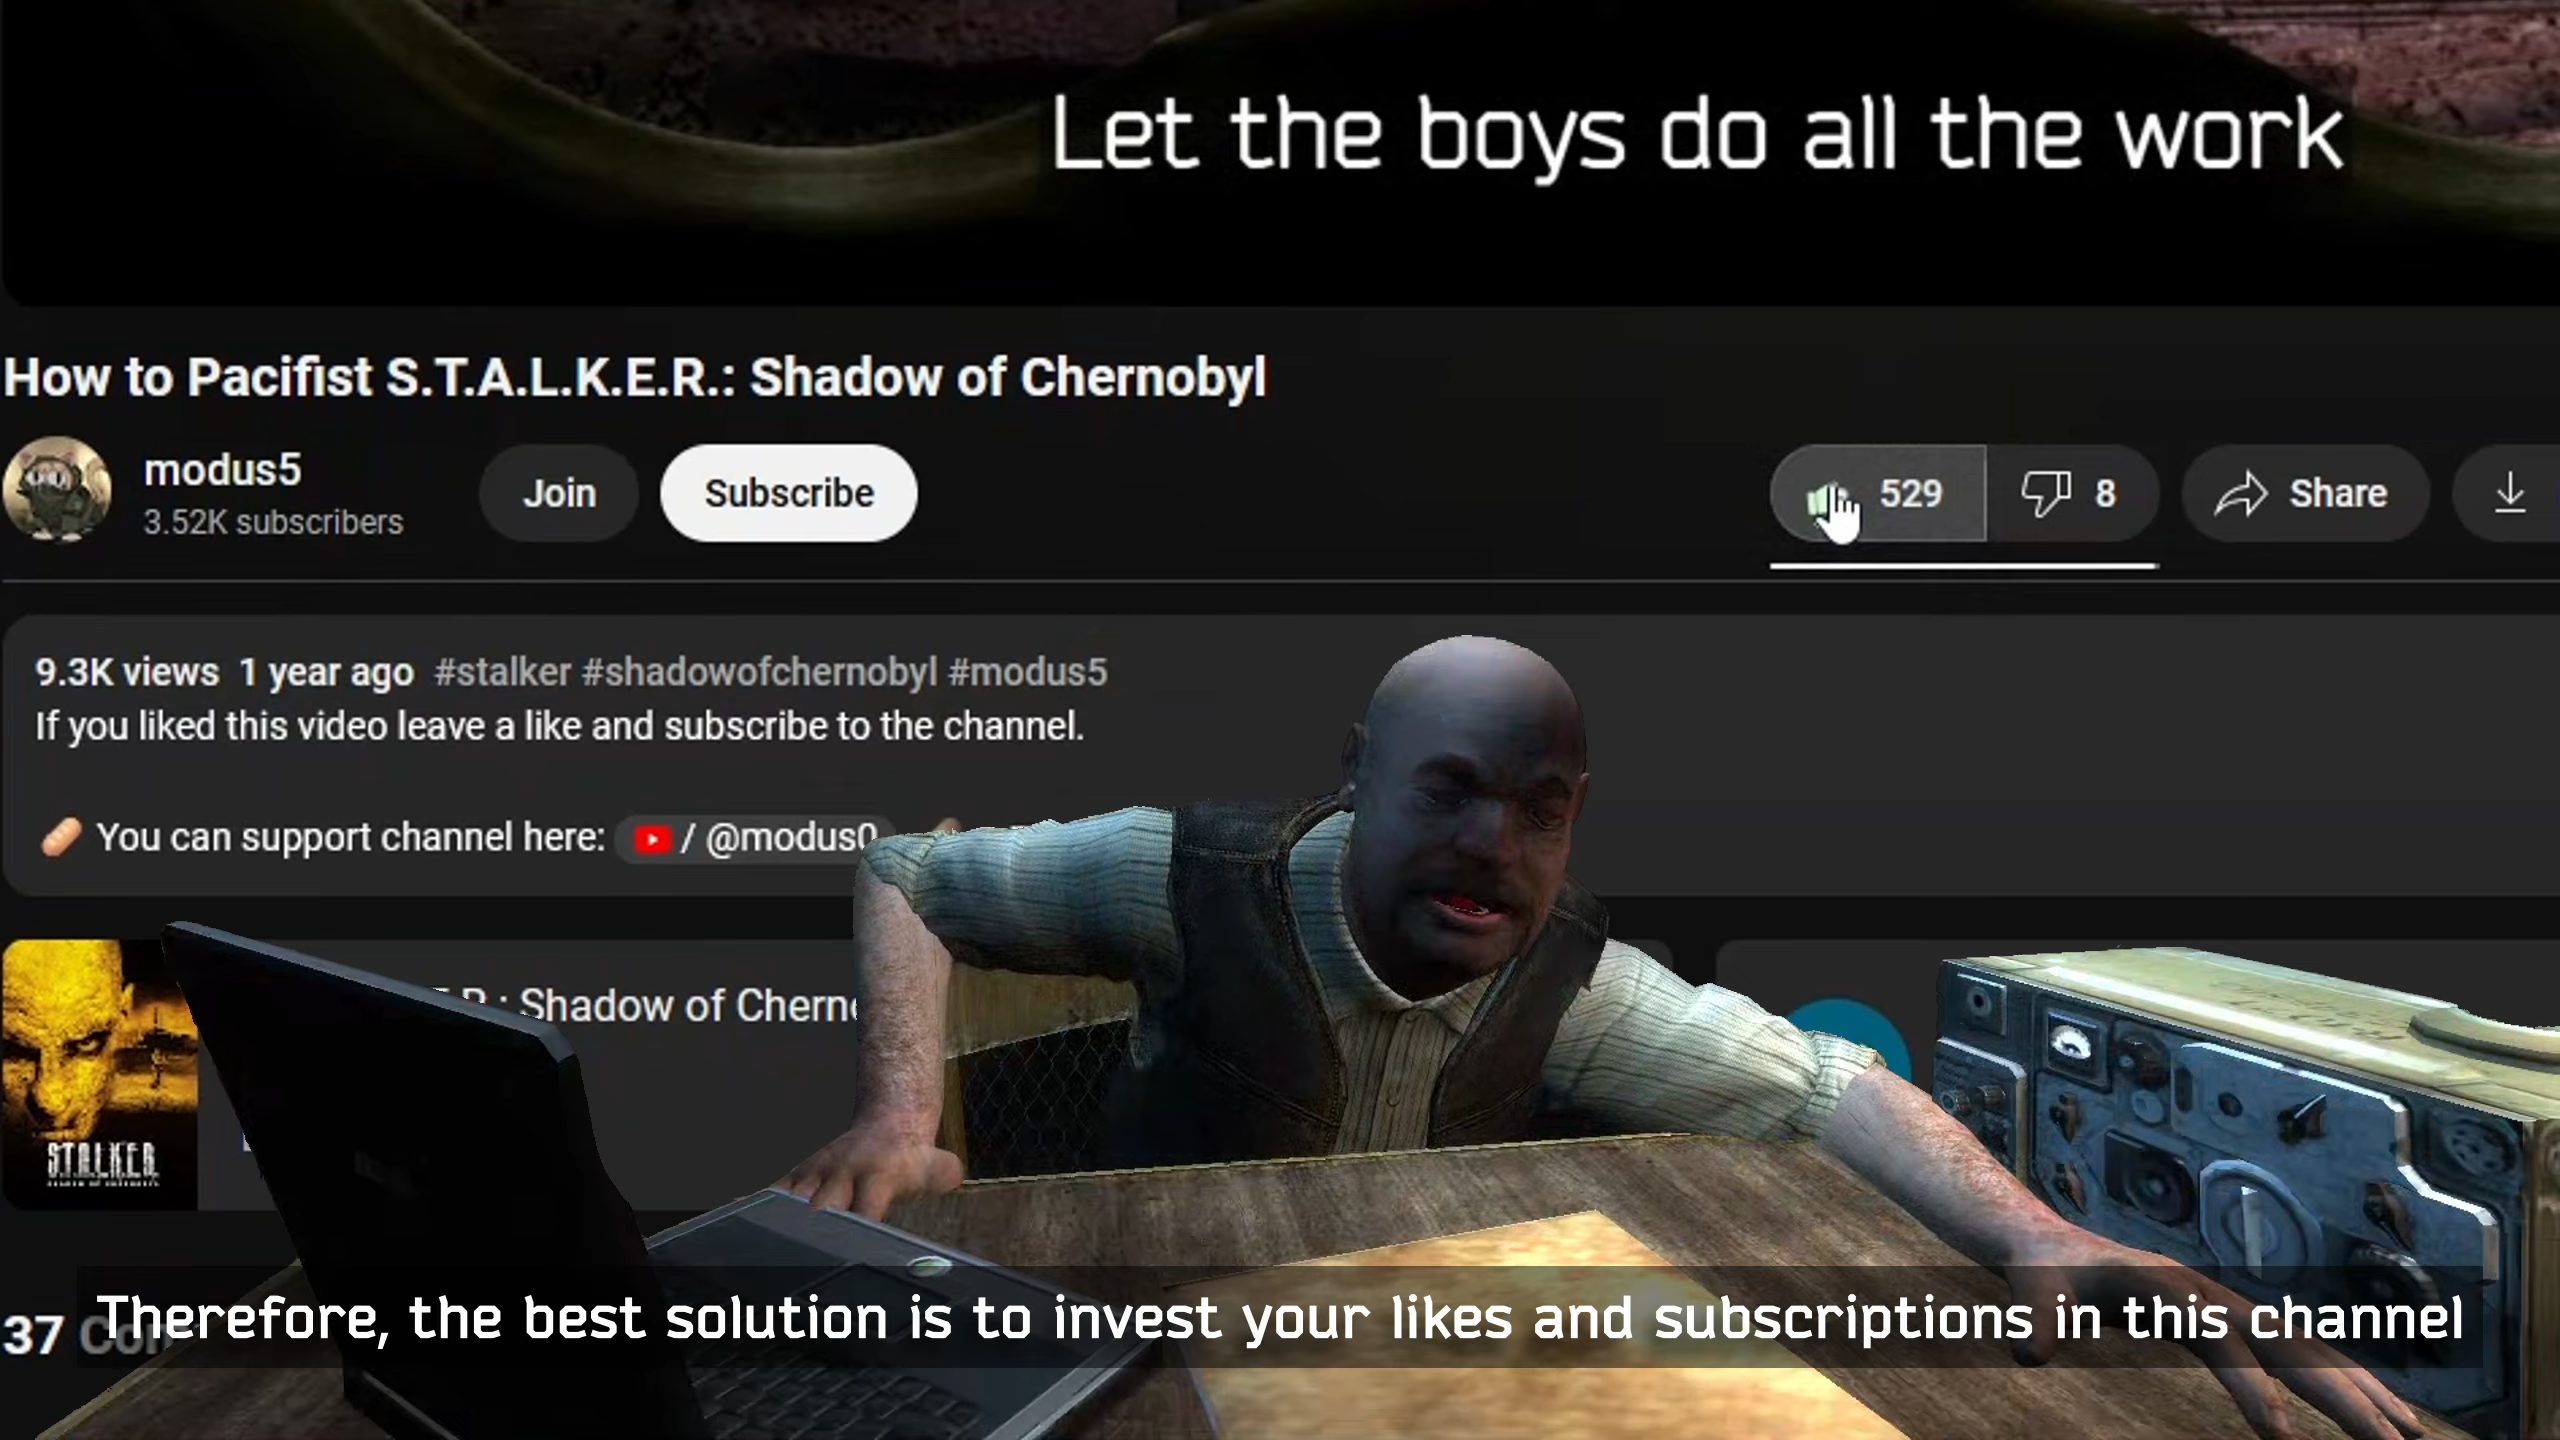 Let the boys do all the work
How to Pacifist S.T.A.L.K.E.R.: Shadow of Chernobyl
modus5
3.52K subscribers
Join
Subscribe
529
8
Share
9.3K views 1 year ago #stalker #shadowofchernobyl #modus5
If you liked this video leave a like and subscribe to the channel.
You can support channel here: / @modus0
: Shadow of
S.T.A.L.K.E.R.
SHADOW OF CHERNOBYL
37
Therefore, the best solution is to invest your likes and subscriptions in this channel